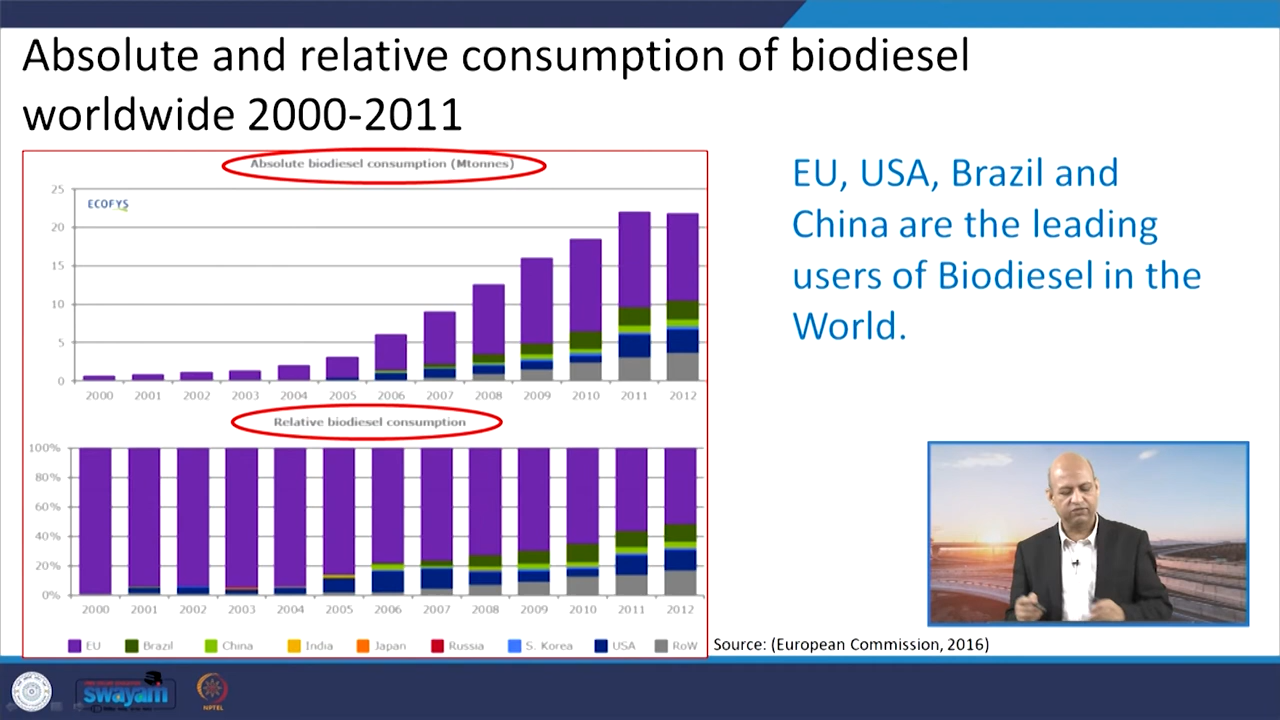 Absolute and relative consumption of biodiesel
worldwide 2000-2011
Absolute biodiesel consumption (Mtonnes)
25
ECOFYS
20
15
10
5
0
2000 2001 2002 2003 2004 2005 2006 2007 2008 2009 2010 2011 2012
Relative biodiesel consumption
100%
80%
60%
40%
20%
0%
2000 2001 2002 2003 2004 2005 2006 2007 2008 2009 2010 2011 2012
EU Brazil China India Japan Russia S. Korea USA RoW
EU, USA, Brazil and
China are the leading
users of Biodiesel in the
World.
Source: (European Commission, 2016)
swayam
NPTEL